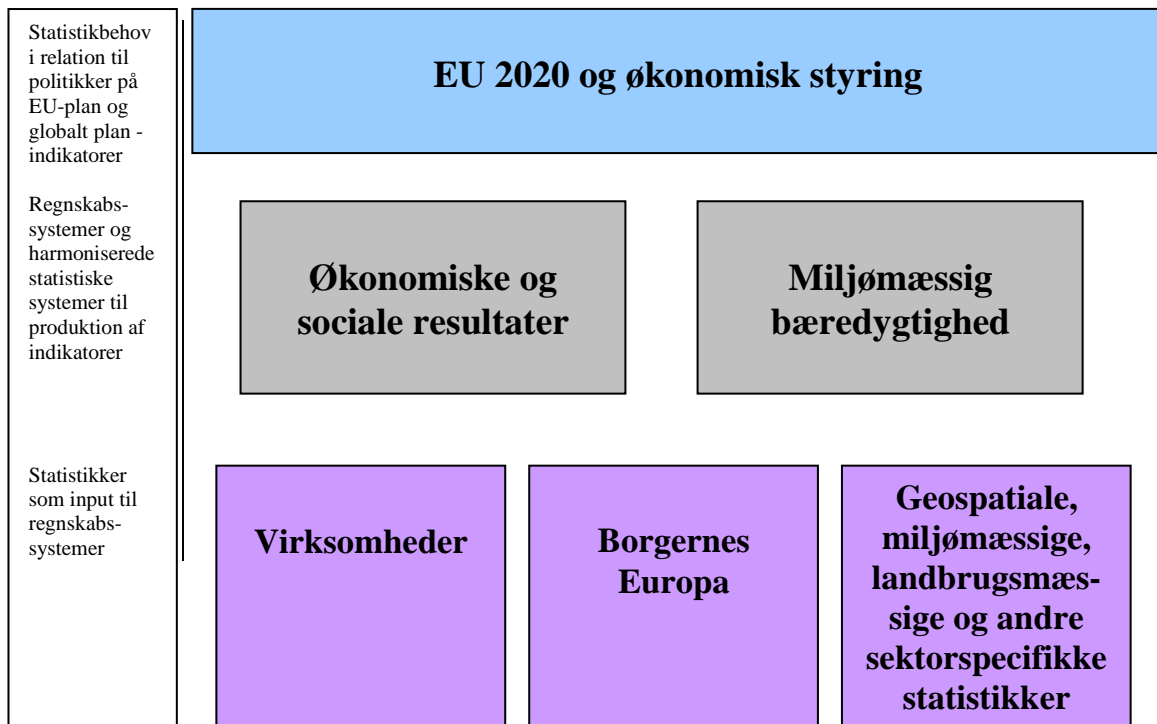 Statistikbehov
i relation til
politikker på
EU-plan og
globalt plan -
indikatorer
EU 2020 og økonomisk styring
Regnskabs-
systemer og
harmoniserede
statistiske
systemer til
produktion af
indikatorer
Økonomiske og
sociale resultater
Miljømæssig
bæredygtighed
Statistikker
som input til
regnskabs-
systemer
Virksomheder
Borgernes
Europa
Geospatiale,
miljømæssige,
landbrugsmæs-
sige og andre
sektorspecifikke
statistikker